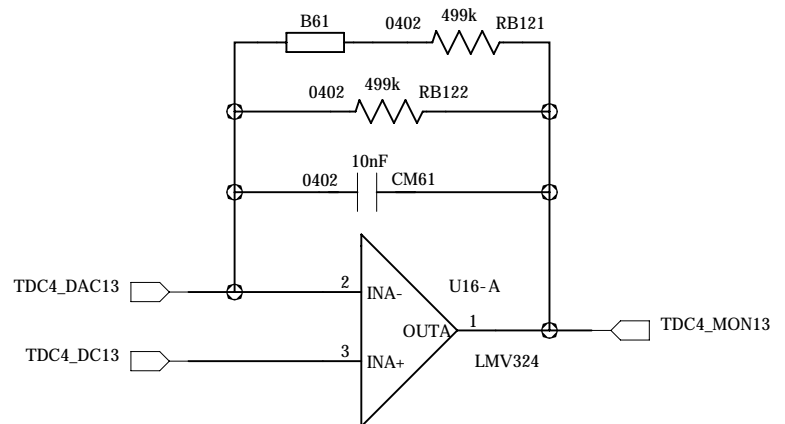 B61 0402 499k RB121
0402 499k RB122
0402 10nF CM61
TDC4_DAC13 2 INA- U16-A
OUTA 1 TDC4_MON13
TDC4_DC13 3 INA+ LMV324